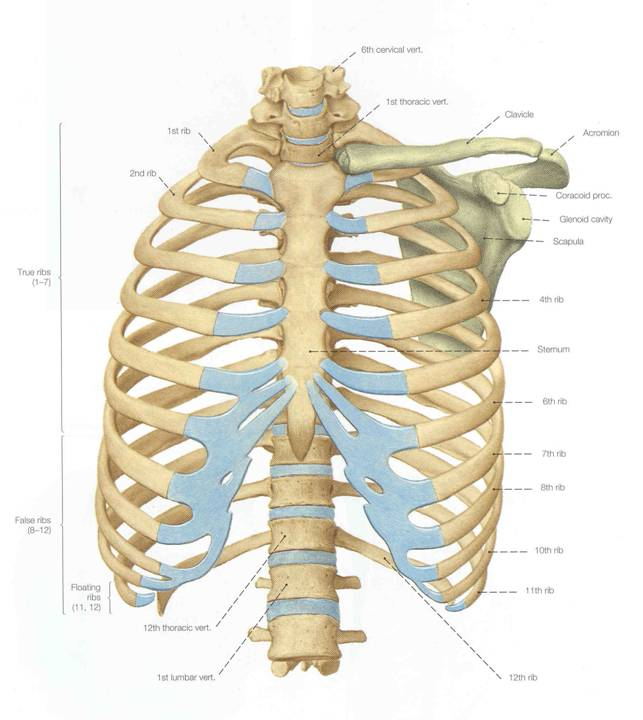 6th cervical vert.
1st thoracic vert.
Clavicle
1st rib
Acromion
2nd rib
Coracoid proc.
Glenoid cavity
Scapula
True ribs
(1–7)
4th rib
Sternum
6th rib
7th rib
8th rib
False ribs
(8–12)
10th rib
Floating
ribs
(11, 12)
11th rib
12th thoracic vert.
1st lumbar vert.
12th rib